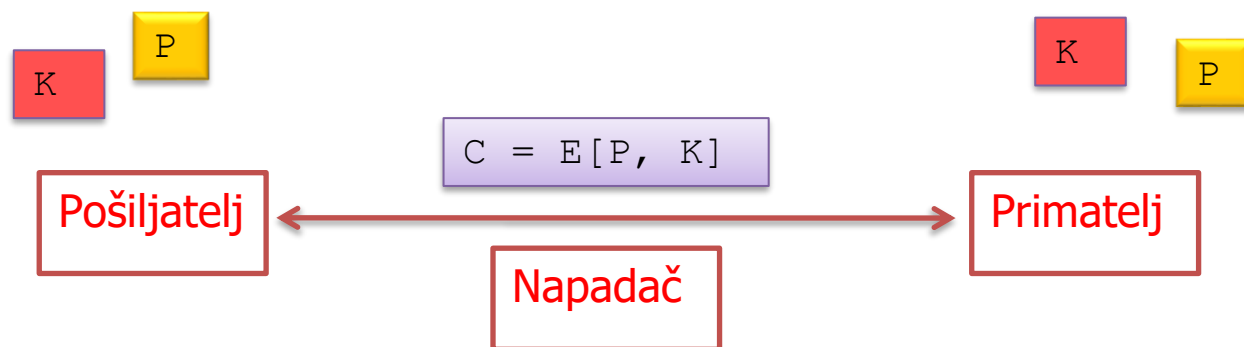 P
K
K
P
C = E[P, K]
Pošiljatelj
Primatelj
Napadač